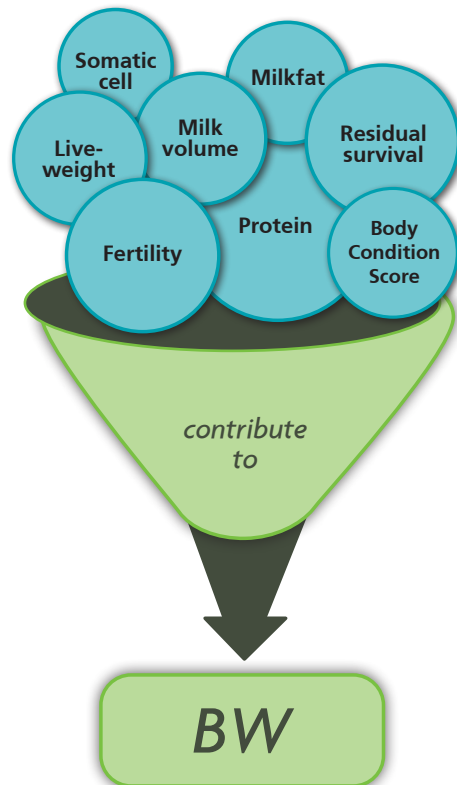 Somatic
cell
Milkfat
Milk
volume
Residual
survival
Live-
weight
Protein
Body
Condition
Score
Fertility
contribute
to
BW